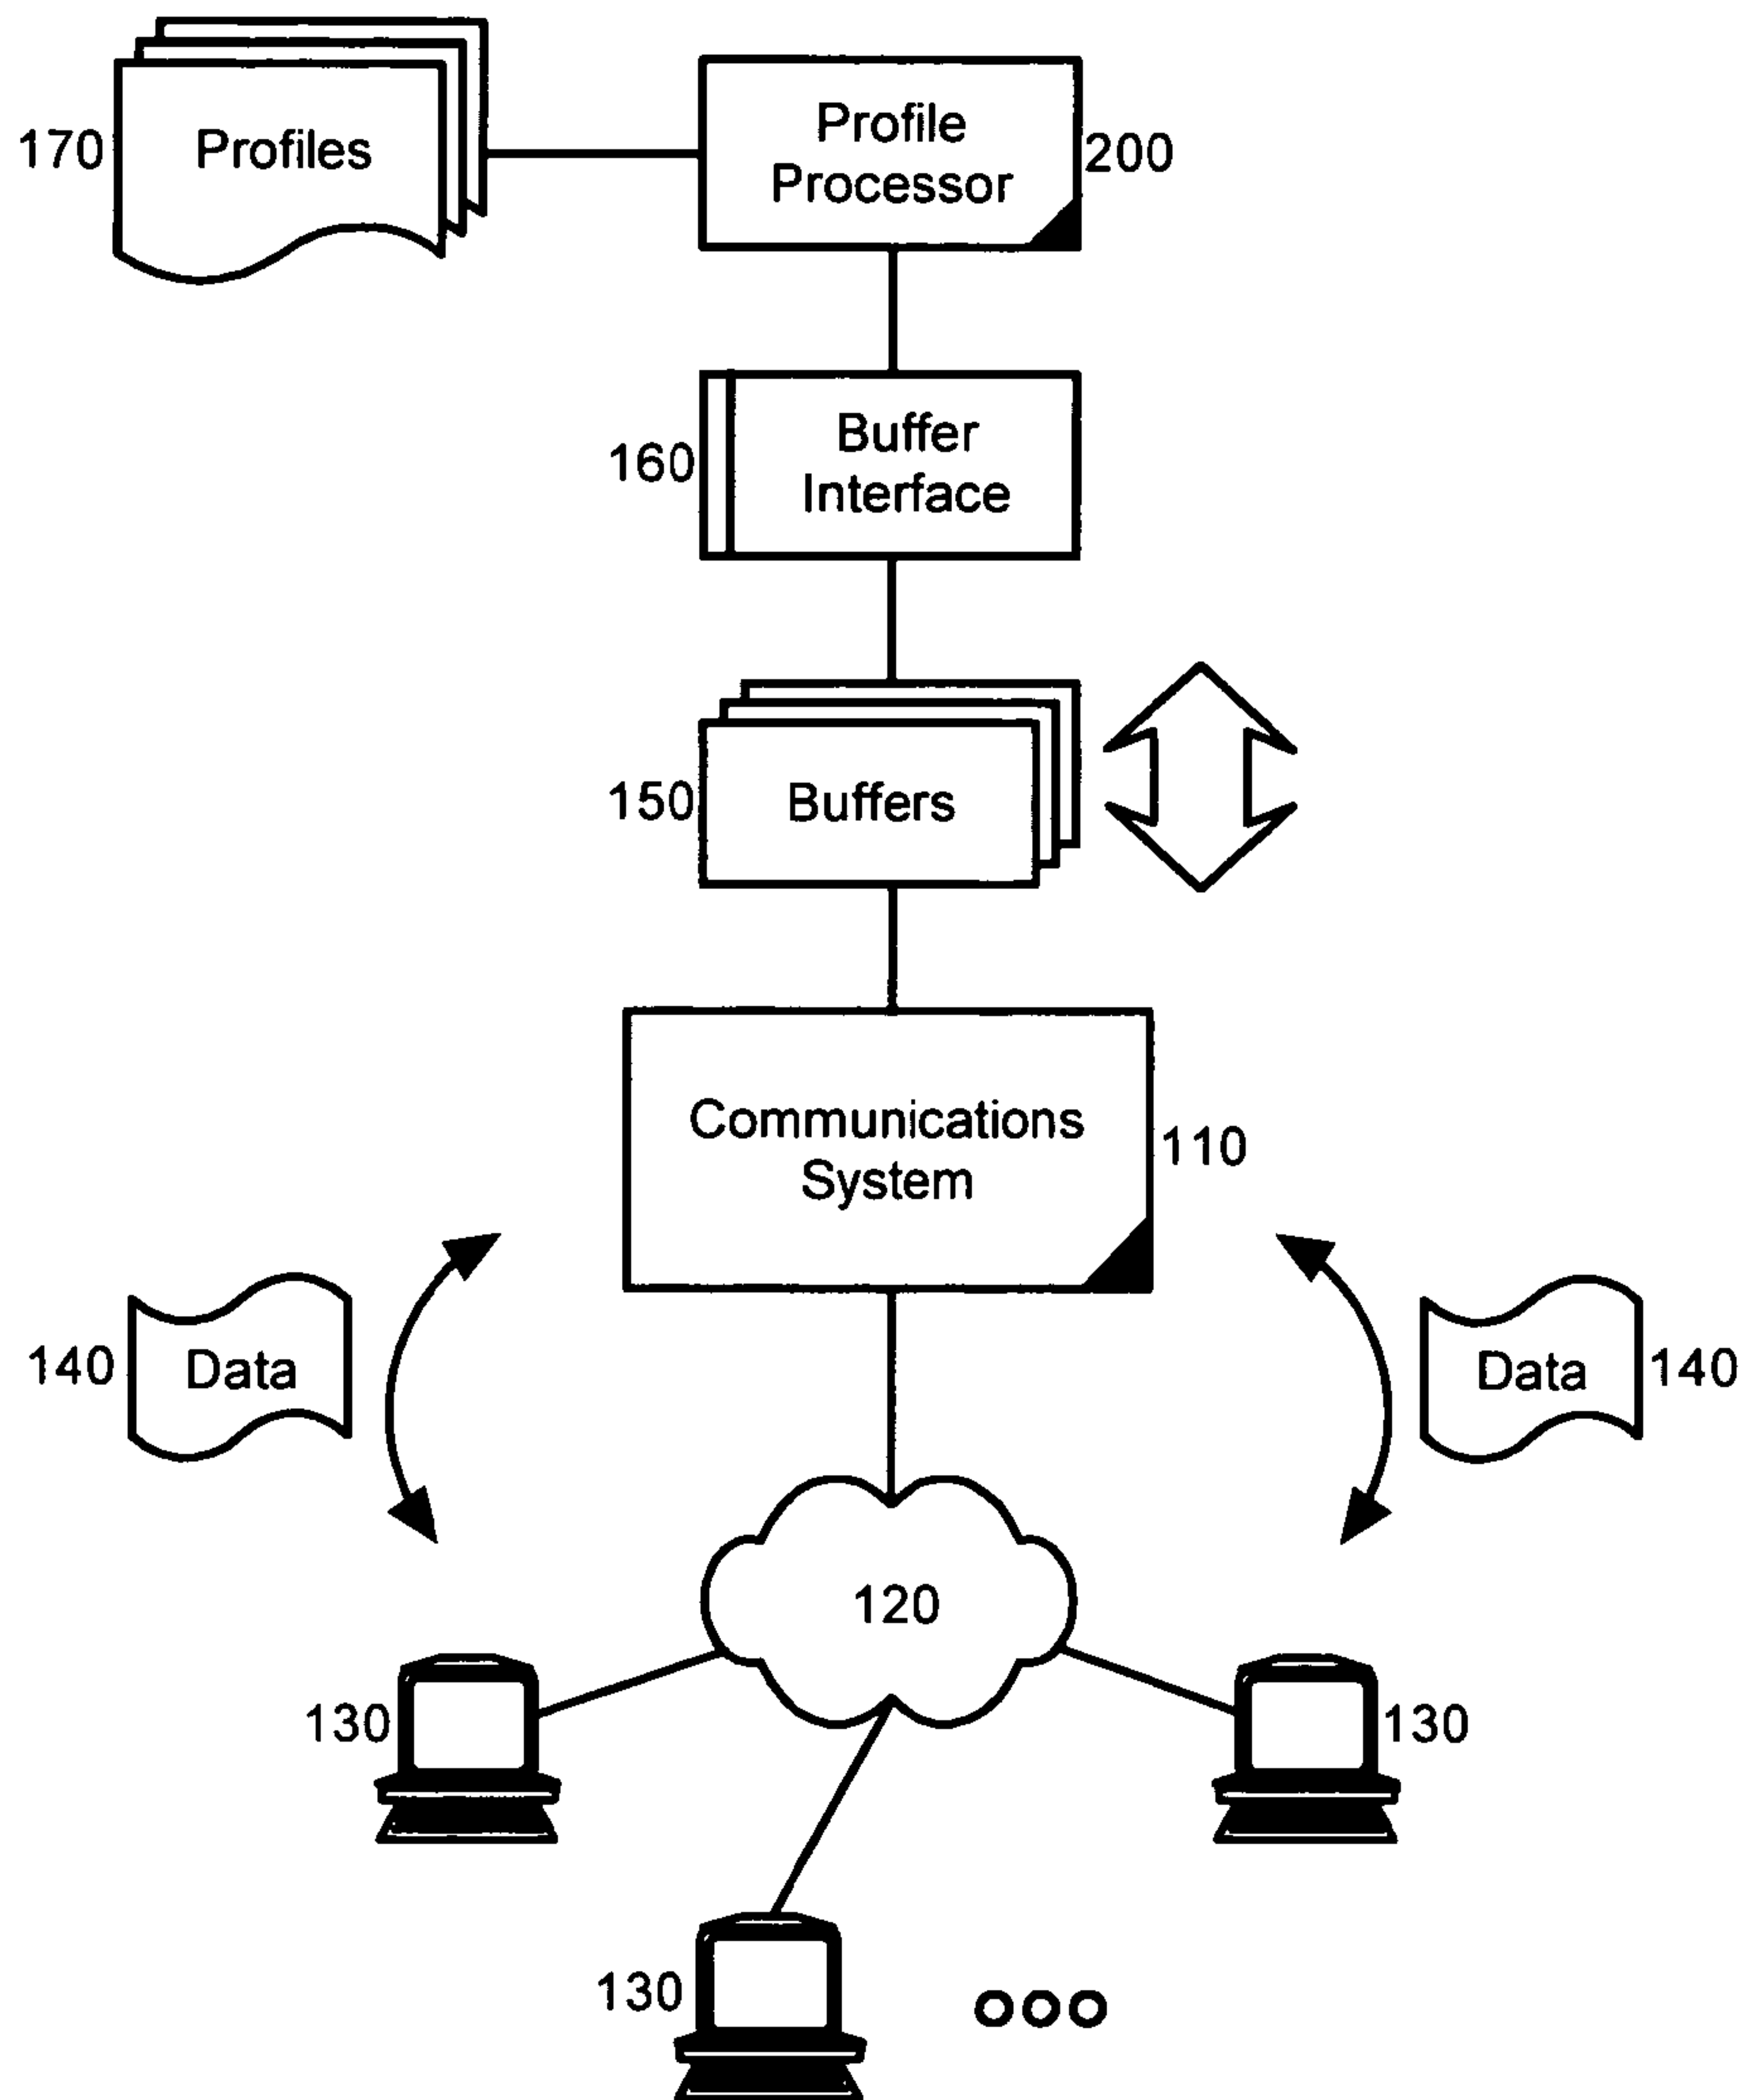 170
Profiles
Profile
Processor
200
160
Buffer
Interface
150
Buffers
Communications
System
110
140
Data
Data
140
120
130
130
130